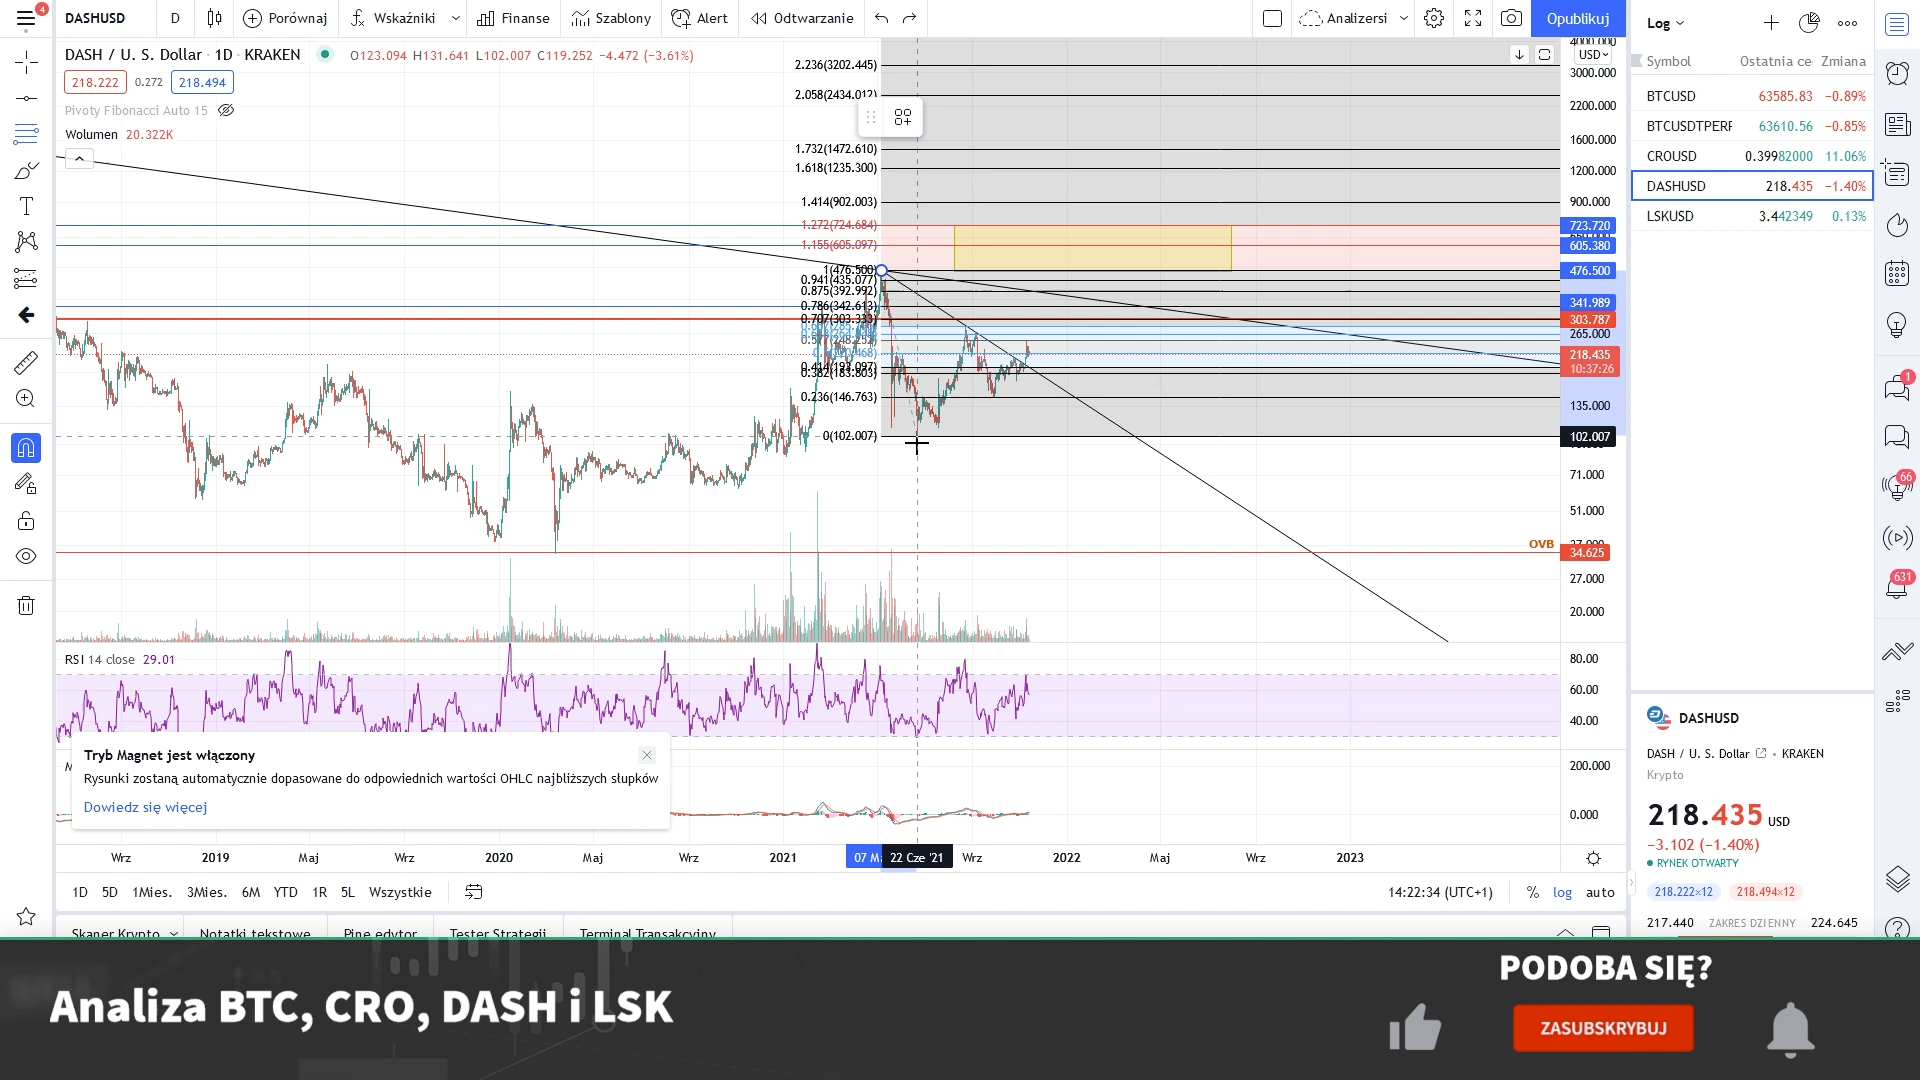 4 DASHUSD D Porównaj Wskaźniki Finanse Szablony Alert Odtwarzanie Analizersi Opublikuj
DASH / U. S. Dollar · 1D · KRAKEN O123.094 H131.641 L102.007 C119.252 −4.472 (−3.61%)
218.222 0.272 218.494
Pivoty Fibonacci Auto 15
Wolumen 20.322K
2.236(3202.445)
2.058(2434.012)
1.732(1472.610)
1.618(1235.300)
1.414(902.003)
1.272(724.684)
1.155(605.097)
1(476.500)
0.941(435.077)
0.875(392.992)
0.786(342.613)
0.707(303.333)
0.414(193.097)
0.382(183.803)
0.236(146.763)
0(102.007)
4000.000
USD
3000.000
2200.000
1600.000
1200.000
900.000
723.720
605.380
476.500
341.989
303.787
265.000
218.435
10:37:26
135.000
102.007
71.000
51.000
OVB
34.625
27.000
20.000
RSI 14 close 29.01
80.00
60.00
40.00
200.000
0.000
Tryb Magnet jest włączony
Rysunki zostaną automatycznie dopasowane do odpowiednich wartości OHLC najbliższych słupków
Dowiedz się więcej
Wrz 2019 Maj Wrz 2020 Maj Wrz 2021 07 M 22 Cze '21 Wrz 2022 Maj Wrz 2023
1D 5D 1Mies. 3Mies. 6M YTD 1R 5L Wszystkie 14:22:34 (UTC+1) % log auto
Skaner Krypto Notatki tekstowe Pine edytor Tester Strategii Terminal Transakcyjny
Log
Symbol Ostatnia ce Zmiana
BTCUSD 63585.83 −0.89%
BTCUSDTPERP 63610.56 −0.85%
CROUSD 0.39982000 11.06%
DASHUSD 218.435 −1.40%
LSKUSD 3.442349 0.13%
1
66
631
DASHUSD
DASH / U. S. Dollar • KRAKEN
Krypto
218.435 USD
−3.102 (−1.40%)
RYNEK OTWARTY
218.222×12 218.494×12
217.440 ZAKRES DZIENNY 224.645
Analiza BTC, CRO, DASH i LSK
PODOBA SIĘ?
ZASUBSKRYBUJ